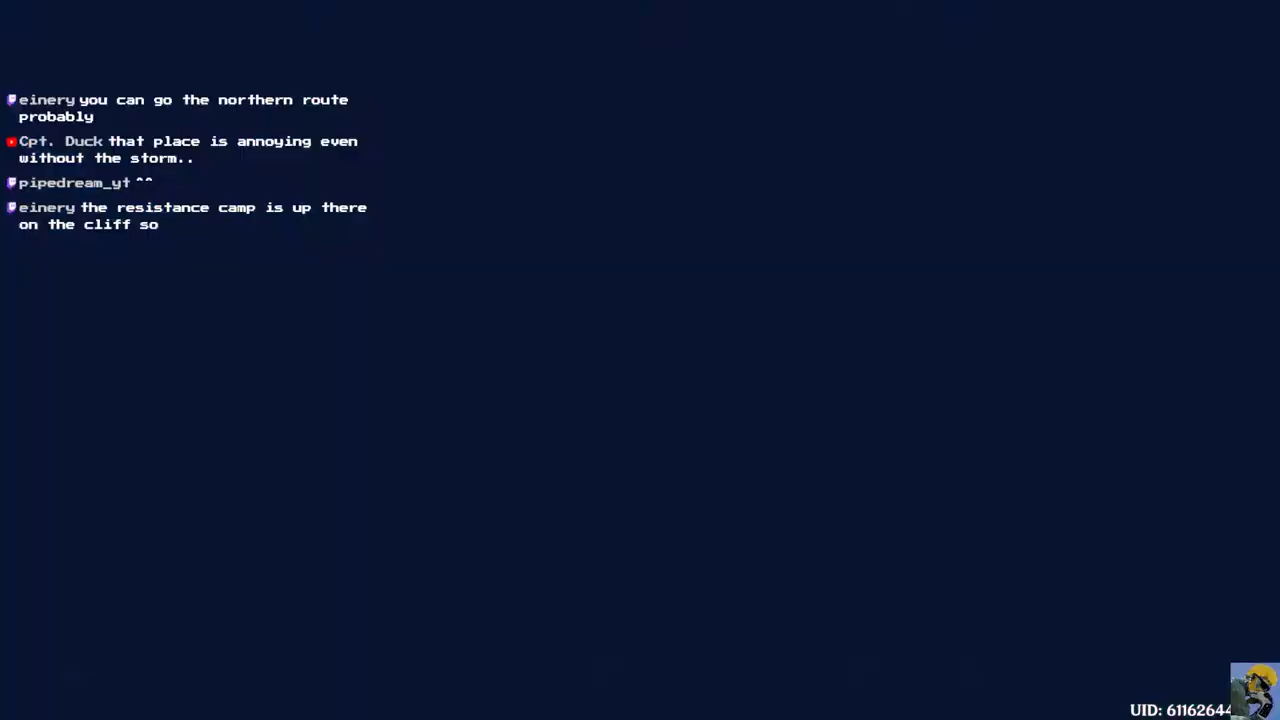 einery you can go the northern route
probably
Cpt. Duck that place is annoying even
without the storm..
pipedream_yt ^^
einery the resistance camp is up there
on the cliff so
UID: 61162644